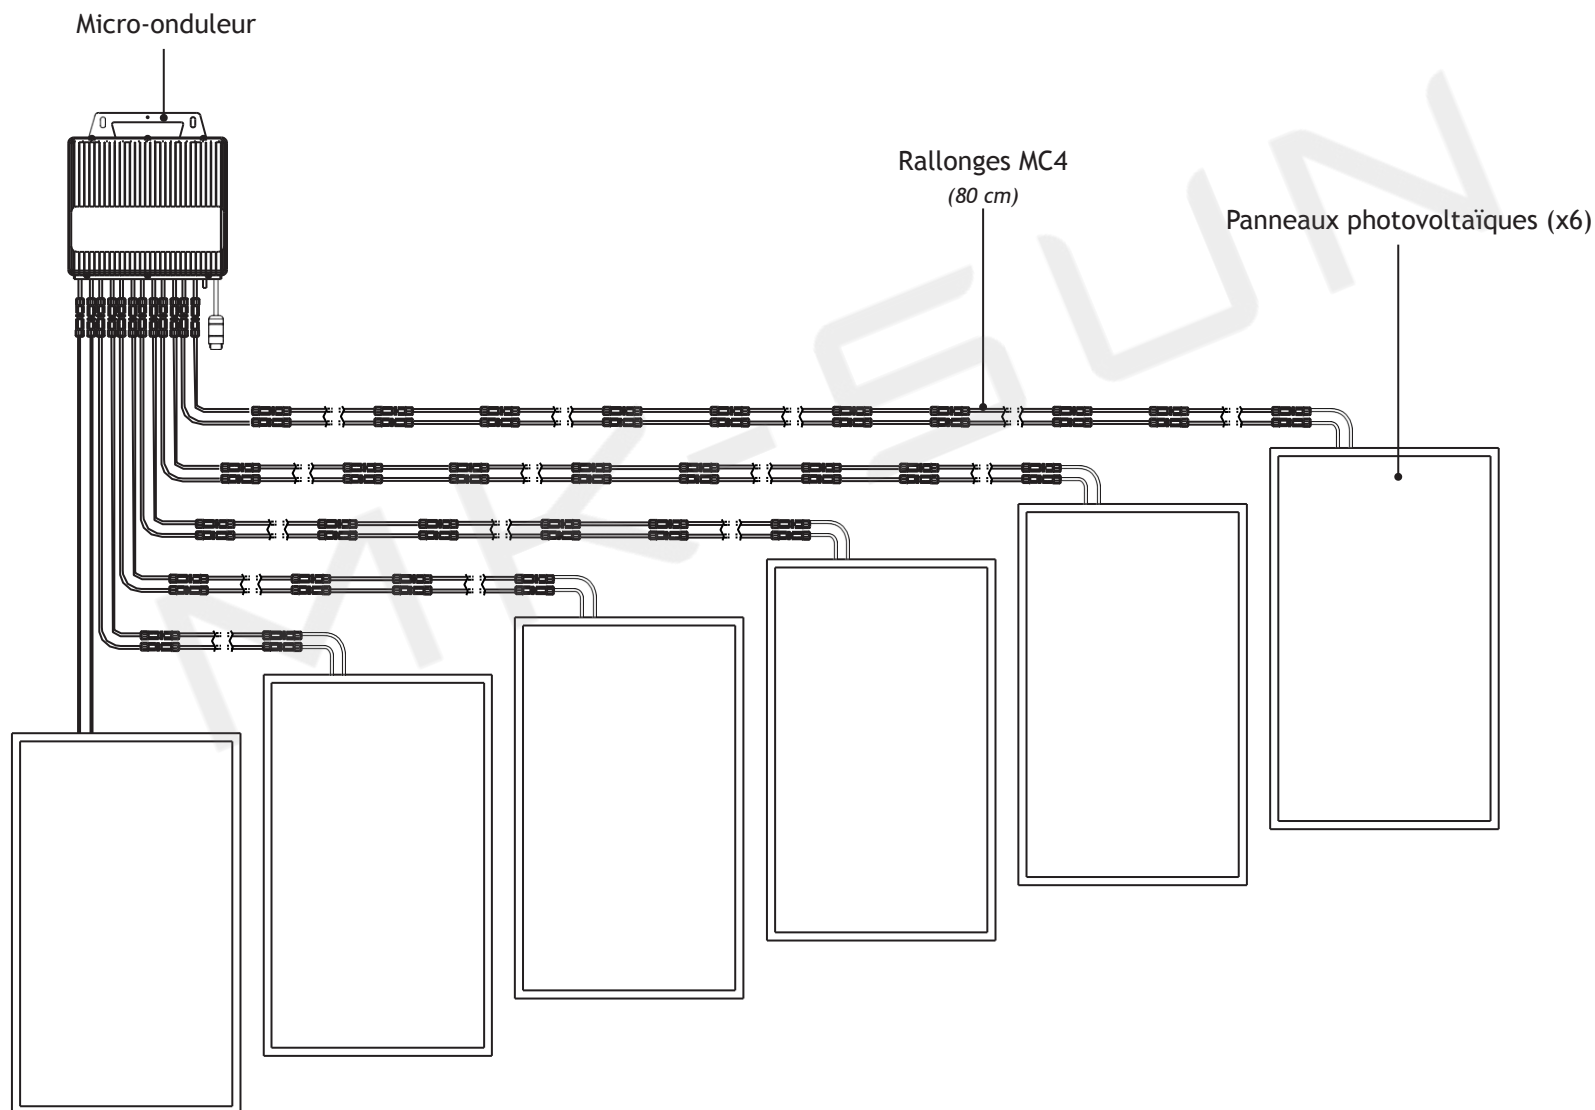 Micro-onduleur
Rallonges MC4
(80 cm)
Panneaux photovoltaïques (x6)
MK-SUN